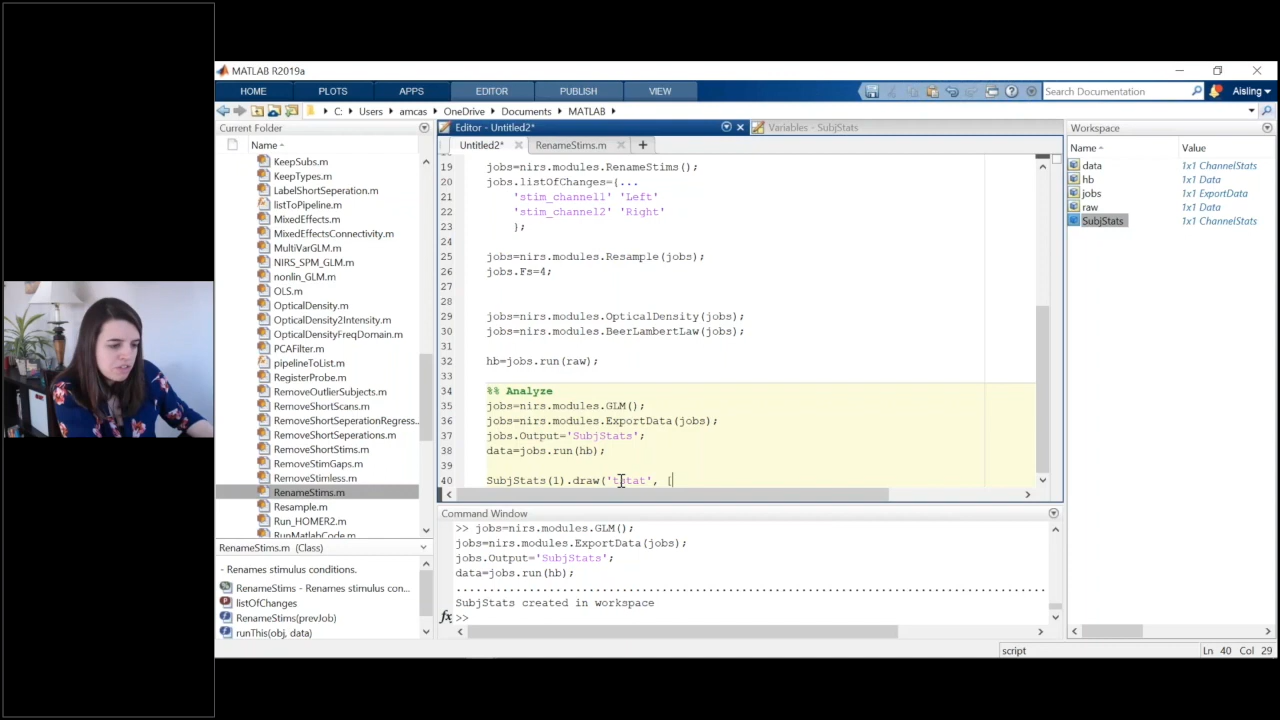 MATLAB R2019a
HOME PLOTS APPS EDITOR PUBLISH VIEW Search Documentation Aisling
C: Users amcas OneDrive Documents MATLAB
Current Folder
Name
KeepSubs.m
KeepTypes.m
LabelShortSeperation.m
listToPipeline.m
MixedEffects.m
MixedEffectsConnectivity.m
MultiVarGLM.m
NIRS_SPM_GLM.m
nonlin_GLM.m
OLS.m
OpticalDensity.m
OpticalDensity2Intensity.m
OpticalDensityFreqDomain.m
PCAFilter.m
pipelineToList.m
RegisterProbe.m
RemoveOutlierSubjects.m
RemoveShortScans.m
RemoveShortSeperationRegress...
RemoveShortSeperations.m
RemoveShortStims.m
RemoveStimGaps.m
RemoveStimless.m
RenameStims.m
Resample.m
Run_HOMER2.m
RunMatlabCode.m
RenameStims.m (Class)
- Renames stimulus conditions.
RenameStims - Renames stimulus con...
listOfChanges
RenameStims(prevJob)
runThis(obj, data)
Editor - Untitled2*
Variables - SubjStats
Untitled2* RenameStims.m
19 jobs=nirs.modules.RenameStims();
20 jobs.listOfChanges={...
21 'stim_channel1' 'Left'
22 'stim_channel2' 'Right'
23 };
24
25 jobs=nirs.modules.Resample(jobs);
26 jobs.Fs=4;
27
28
29 jobs=nirs.modules.OpticalDensity(jobs);
30 jobs=nirs.modules.BeerLambertLaw(jobs);
31
32 hb=jobs.run(raw);
33
34 %% Analyze
35 jobs=nirs.modules.GLM();
36 jobs=nirs.modules.ExportData(jobs);
37 jobs.Output='SubjStats';
38 data=jobs.run(hb);
39
40 SubjStats(1).draw('tstat', [
Command Window
>> jobs=nirs.modules.GLM();
jobs=nirs.modules.ExportData(jobs);
jobs.Output='SubjStats';
data=jobs.run(hb);
SubjStats created in workspace
fx >>
Workspace
Name Value
data 1x1 ChannelStats
hb 1x1 Data
jobs 1x1 ExportData
raw 1x1 Data
SubjStats 1x1 ChannelStats
script Ln 40 Col 29